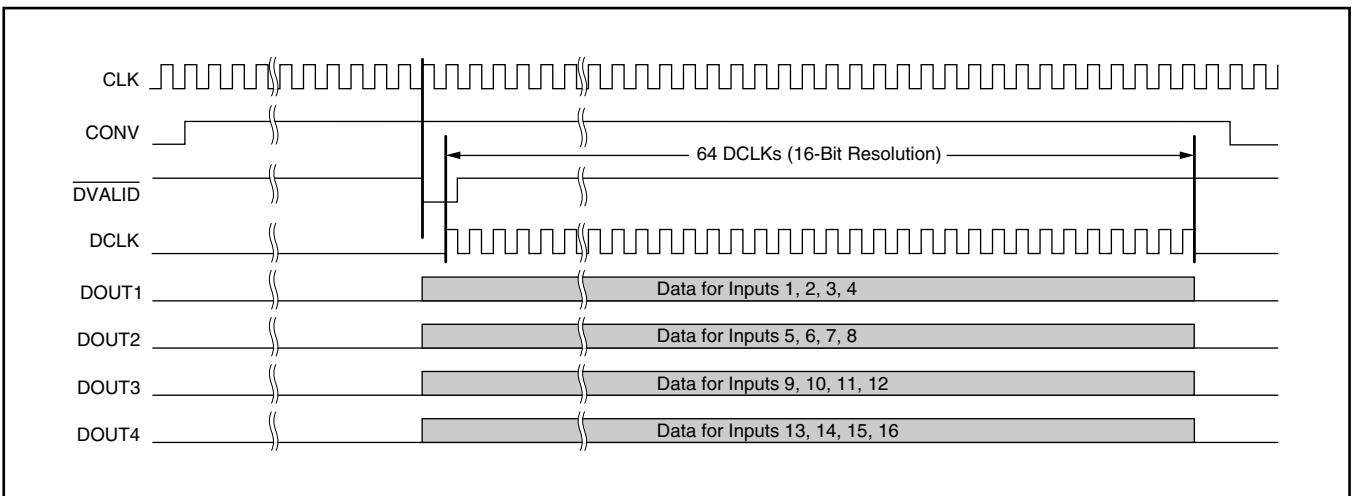 CLK
CONV
64 DCLKs (16-Bit Resolution)
DVALID
DCLK
DOUT1
Data for Inputs 1, 2, 3, 4
DOUT2
Data for Inputs 5, 6, 7, 8
DOUT3
Data for Inputs 9, 10, 11, 12
DOUT4
Data for Inputs 13, 14, 15, 16